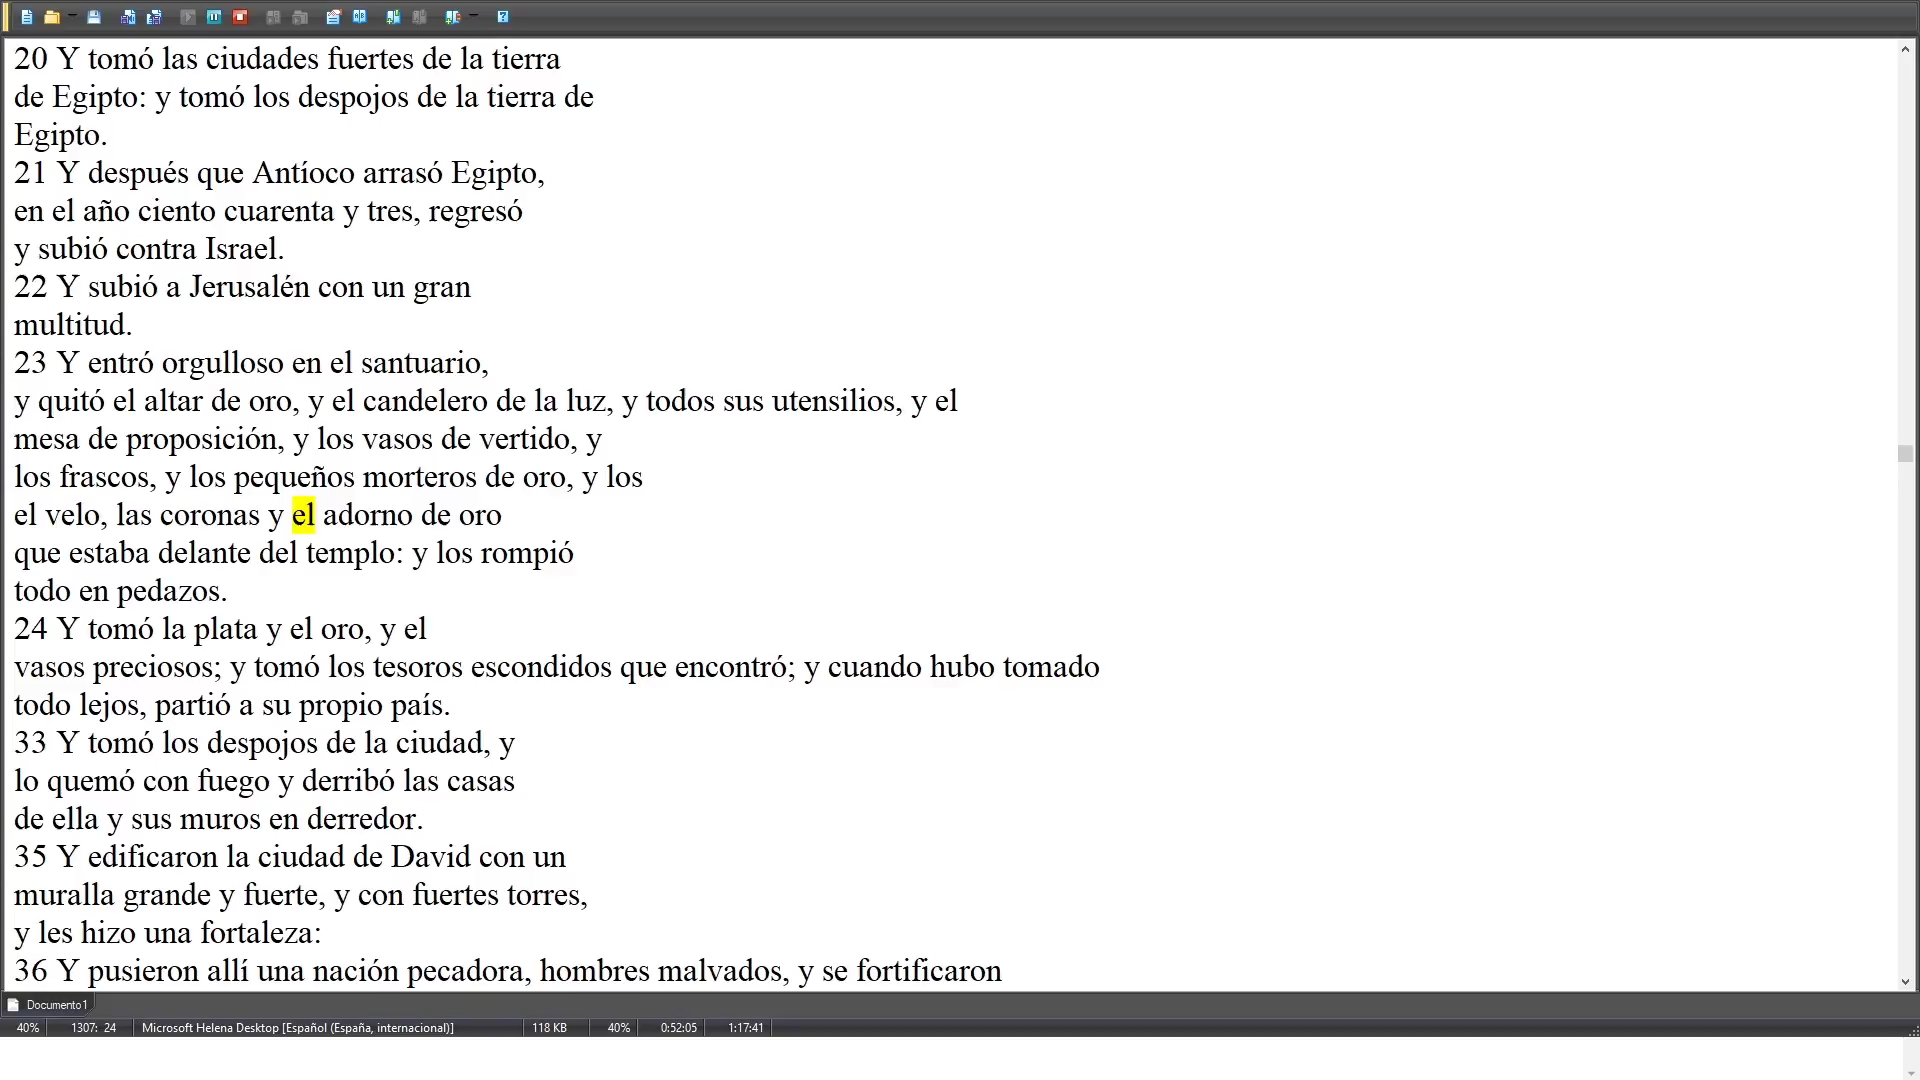 20 Y tomó las ciudades fuertes de la tierra
de Egipto: y tomó los despojos de la tierra de
Egipto.
21 Y después que Antíoco arrasó Egipto,
en el año ciento cuarenta y tres, regresó
y subió contra Israel.
22 Y subió a Jerusalén con un gran
multitud.
23 Y entró orgulloso en el santuario,
y quitó el altar de oro, y el candelero de la luz, y todos sus utensilios, y el
mesa de proposición, y los vasos de vertido, y
los frascos, y los pequeños morteros de oro, y los
el velo, las coronas y el adorno de oro
que estaba delante del templo: y los rompió
todo en pedazos.
24 Y tomó la plata y el oro, y el
vasos preciosos; y tomó los tesoros escondidos que encontró; y cuando hubo tomado
todo lejos, partió a su propio país.
33 Y tomó los despojos de la ciudad, y
lo quemó con fuego y derribó las casas
de ella y sus muros en derredor.
35 Y edificaron la ciudad de David con un
muralla grande y fuerte, y con fuertes torres,
y les hizo una fortaleza:
36 Y pusieron allí una nación pecadora, hombres malvados, y se fortificaron
Documento1
40% 1307: 24 Microsoft Helena Desktop [Español (España, internacional)] 118 KB 40% 0:52:05 1:17:41